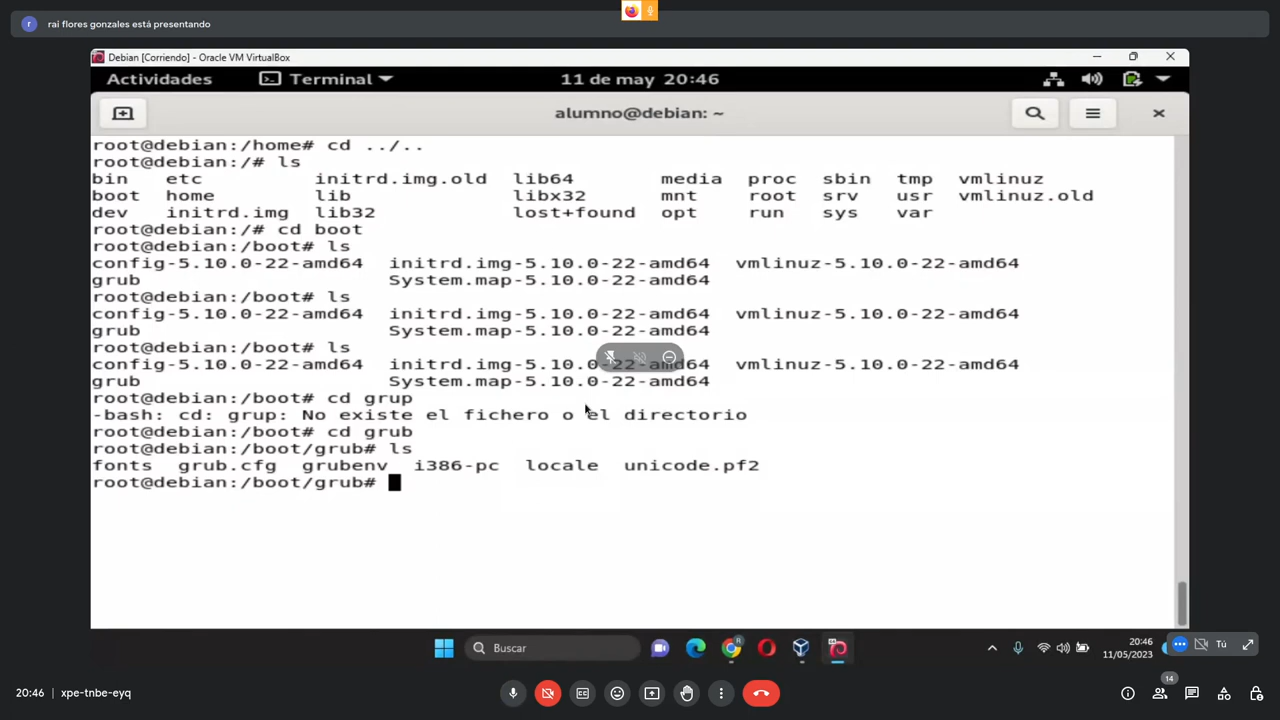 r rai flores gonzales está presentando
Debian [Corriendo] - Oracle VM VirtualBox
Actividades Terminal 11 de may 20:46
alumno@debian: ~
root@debian:/home# cd ../..
root@debian:/# ls
bin etc initrd.img.old lib64 media proc sbin tmp vmlinuz
boot home lib libx32 mnt root srv usr vmlinuz.old
dev initrd.img lib32 lost+found opt run sys var
root@debian:/# cd boot
root@debian:/boot# ls
config-5.10.0-22-amd64 initrd.img-5.10.0-22-amd64 vmlinuz-5.10.0-22-amd64
grub System.map-5.10.0-22-amd64
root@debian:/boot# ls
config-5.10.0-22-amd64 initrd.img-5.10.0-22-amd64 vmlinuz-5.10.0-22-amd64
grub System.map-5.10.0-22-amd64
root@debian:/boot# ls
config-5.10.0-22-amd64 initrd.img-5.10.0-22-amd64 vmlinuz-5.10.0-22-amd64
grub System.map-5.10.0-22-amd64
root@debian:/boot# cd grup
-bash: cd: grup: No existe el fichero o el directorio
root@debian:/boot# cd grub
root@debian:/boot/grub# ls
fonts grub.cfg grubenv i386-pc locale unicode.pf2
root@debian:/boot/grub#
Buscar
R
20:46
11/05/2023
Tú
20:46 xpe-tnbe-eyq
14